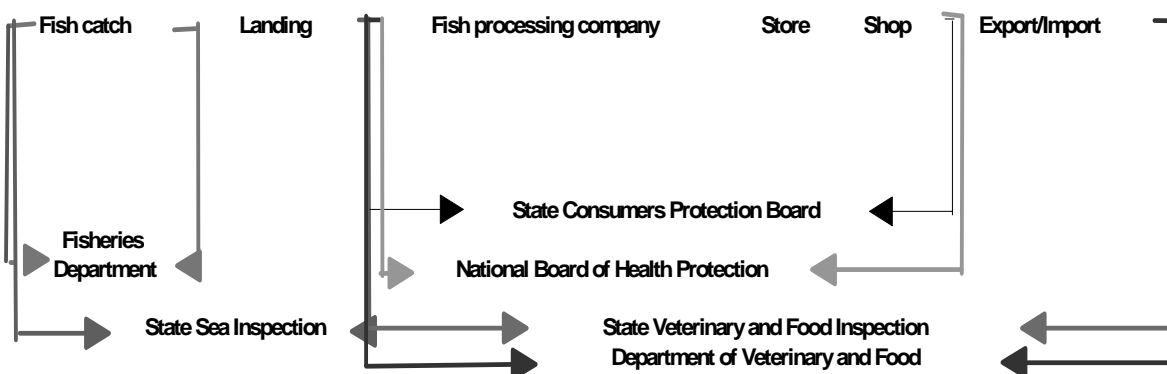 Fish catch Landing Fish processing company Store Shop Export/Import
State Consumers Protection Board
Fisheries
Department
National Board of Health Protection
State Sea Inspection
State Veterinary and Food Inspection
Department of Veterinary and Food